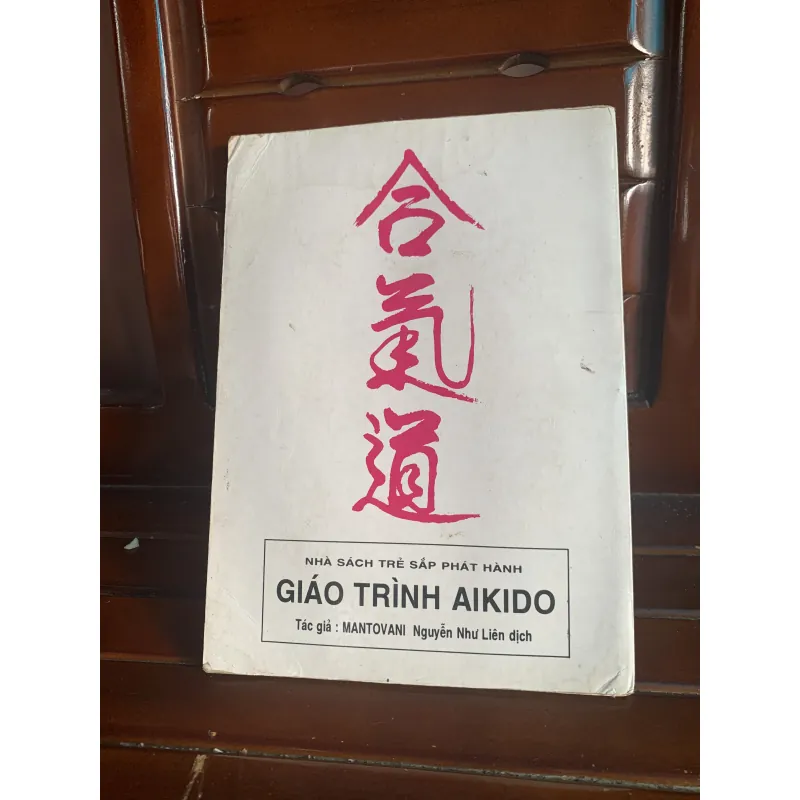 合
氣
道
NHÀ SÁCH TRẺ SẮP PHÁT HÀNH
GIÁO TRÌNH AIKIDO
Tác giả : MANTOVANI Nguyễn Như Liên dịch